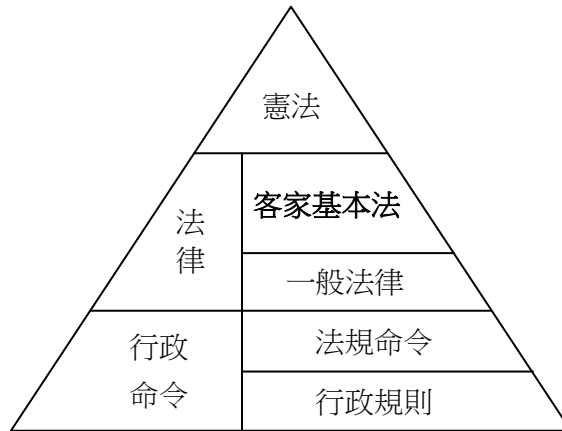 憲法
法
律
客家基本法
一般法律
行政
命令
法規命令
行政規則